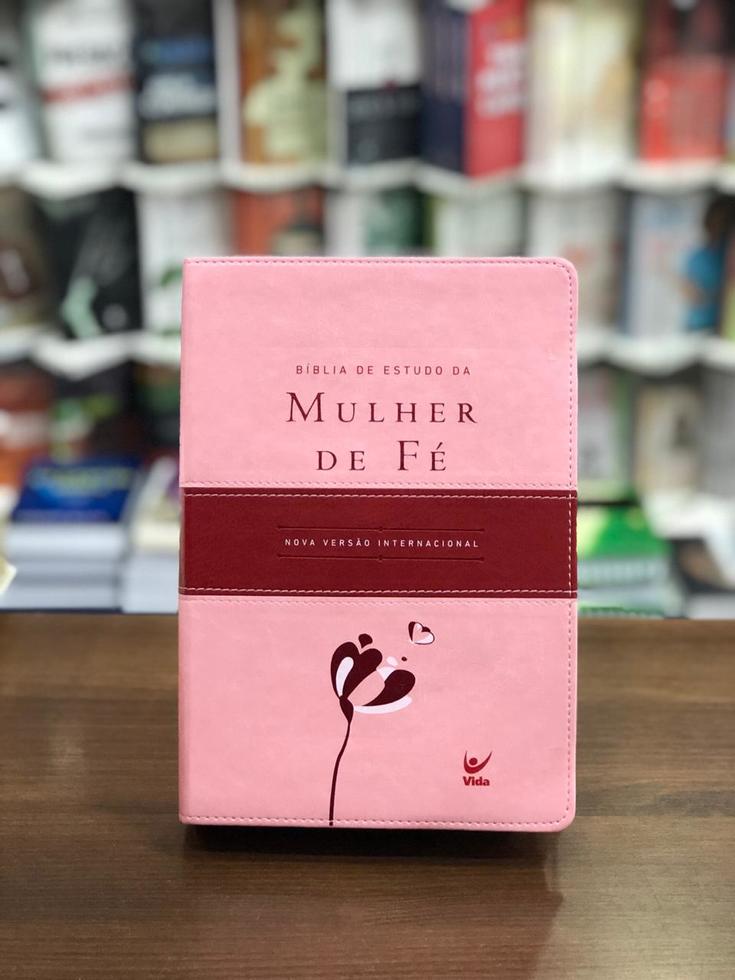 BÍBLIA DE ESTUDO DA
MULHER
DE FÉ
NOVA VERSÃO INTERNACIONAL
Vida